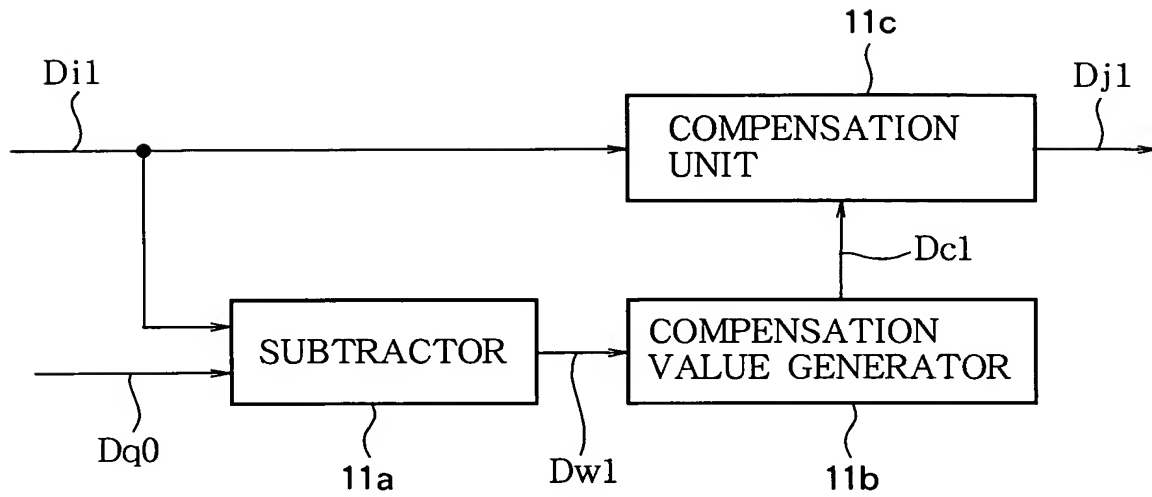 11c
Di1
Dj1
COMPENSATION
UNIT
Dc1
SUBTRACTOR
COMPENSATION
VALUE GENERATOR
Dq0
11a
Dw1
11b